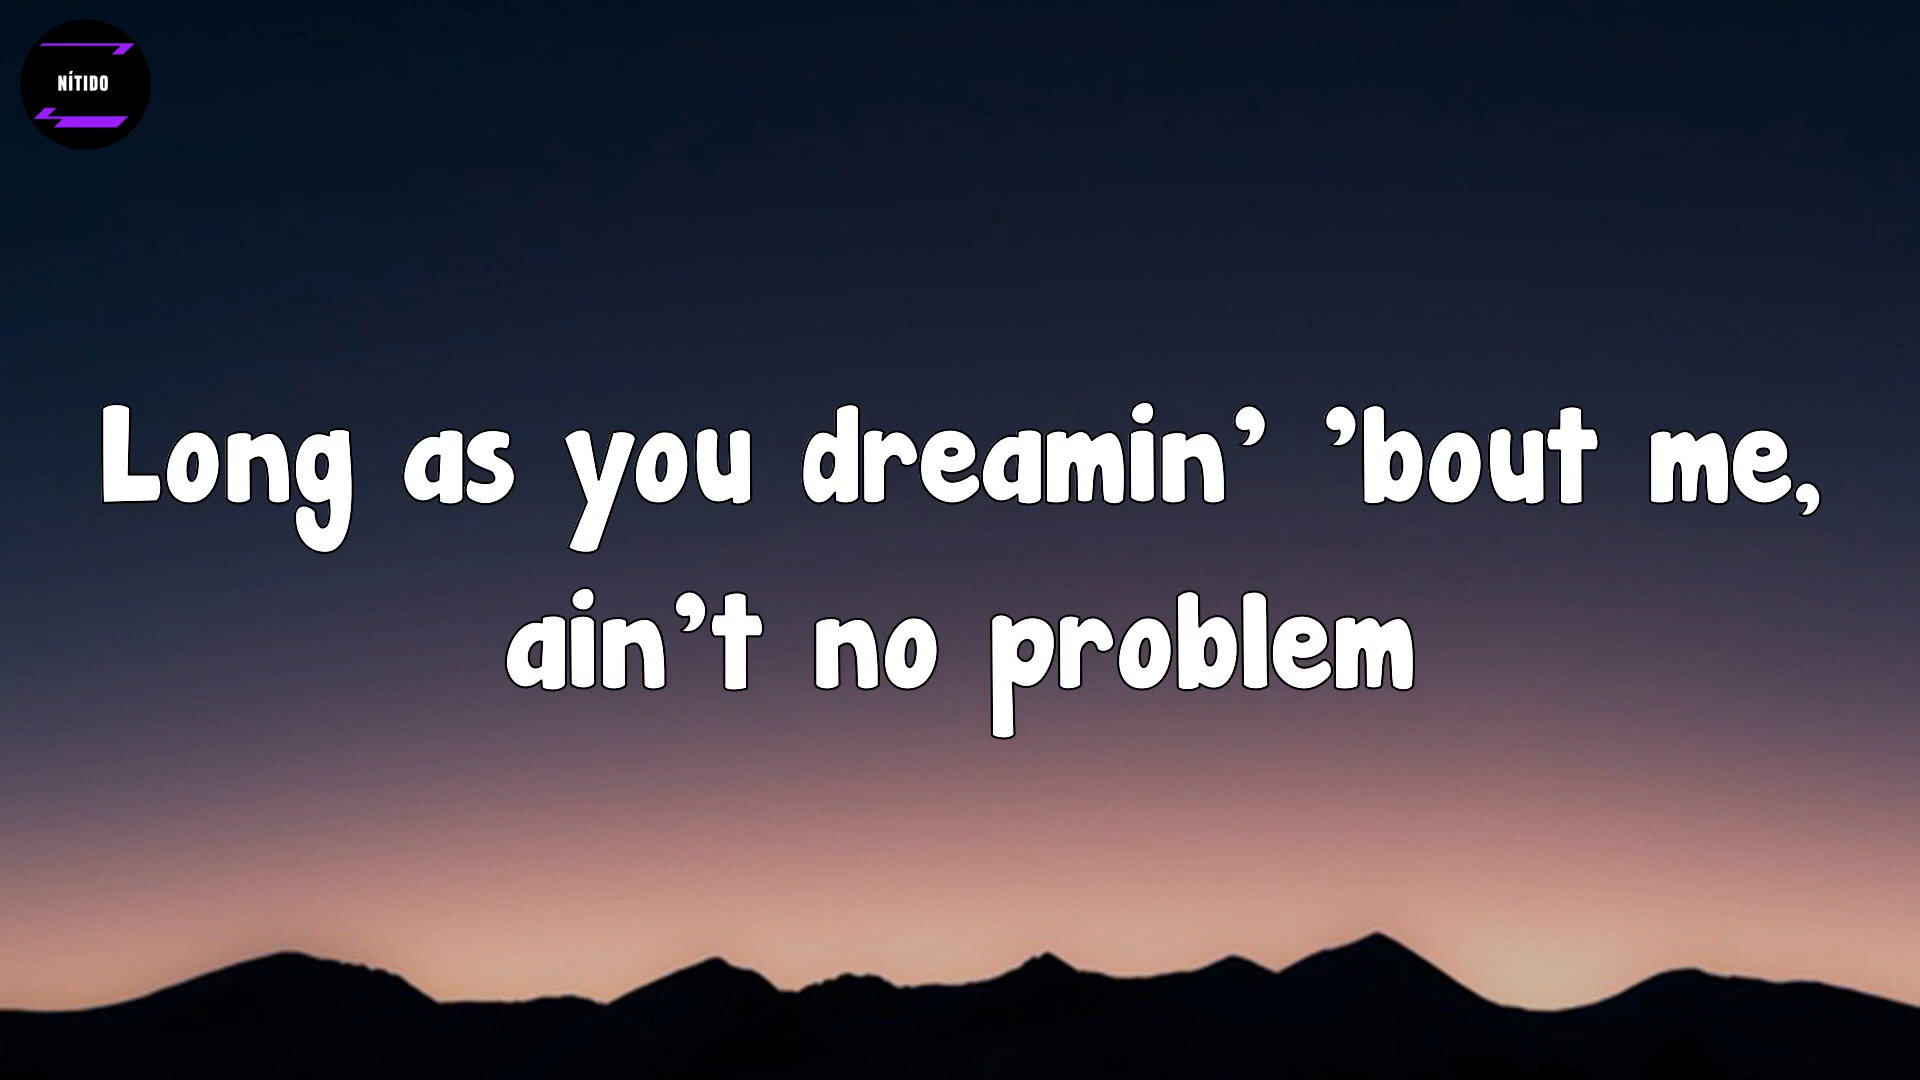 NÍTIDO
Long as you dreamin’ ’bout me,
ain’t no problem